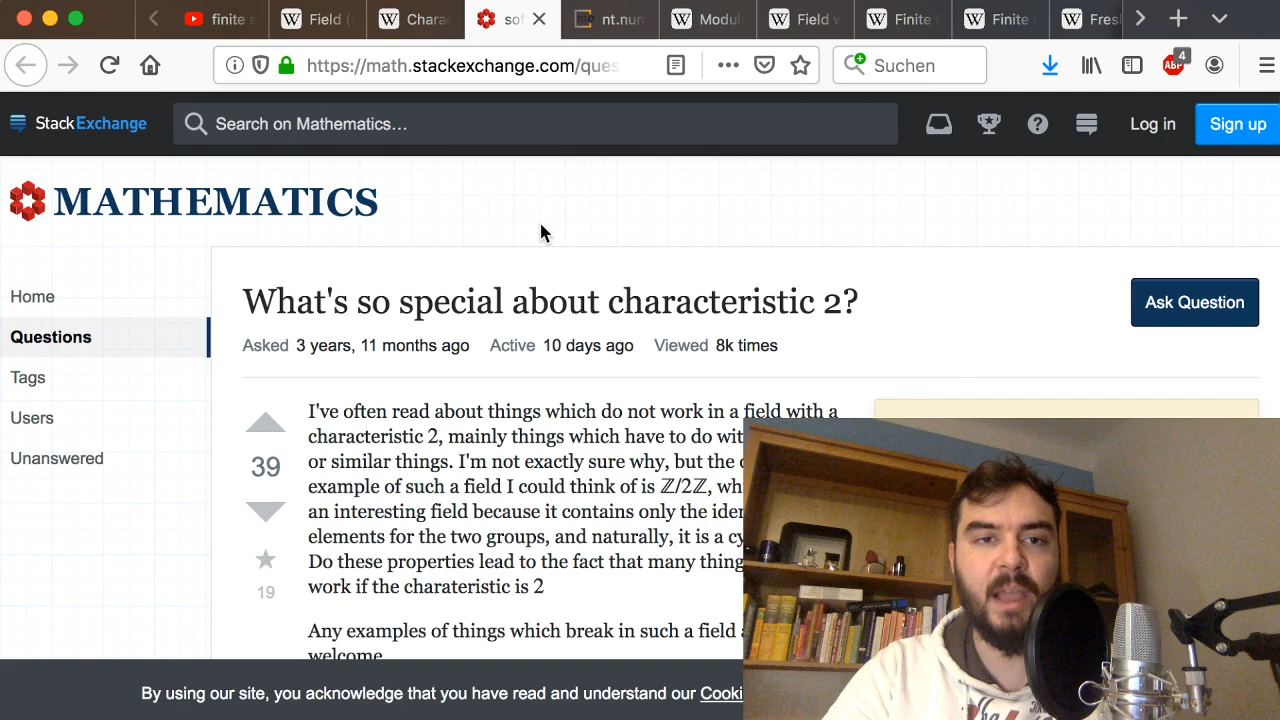 finite
Field
Chara
so
nt.num
Modul
Field w
Finite
Finite
Fres
https://math.stackexchange.com/ques
Suchen
4
ABP
StackExchange
Search on Mathematics…
Log in
Sign up
MATHEMATICS
Home
Questions
Tags
Users
Unanswered
What's so special about characteristic 2?
Ask Question
Asked 3 years, 11 months ago Active 10 days ago Viewed 8k times
39
19
I've often read about things which do not work in a field with a
characteristic 2, mainly things which have to do wit
or similar things. I'm not exactly sure why, but the
example of such a field I could think of is ℤ/2ℤ, wh
an interesting field because it contains only the iden
elements for the two groups, and naturally, it is a cy
Do these properties lead to the fact that many thing
work if the charateristic is 2
Any examples of things which break in such a field
welcome
By using our site, you acknowledge that you have read and understand our Cooki